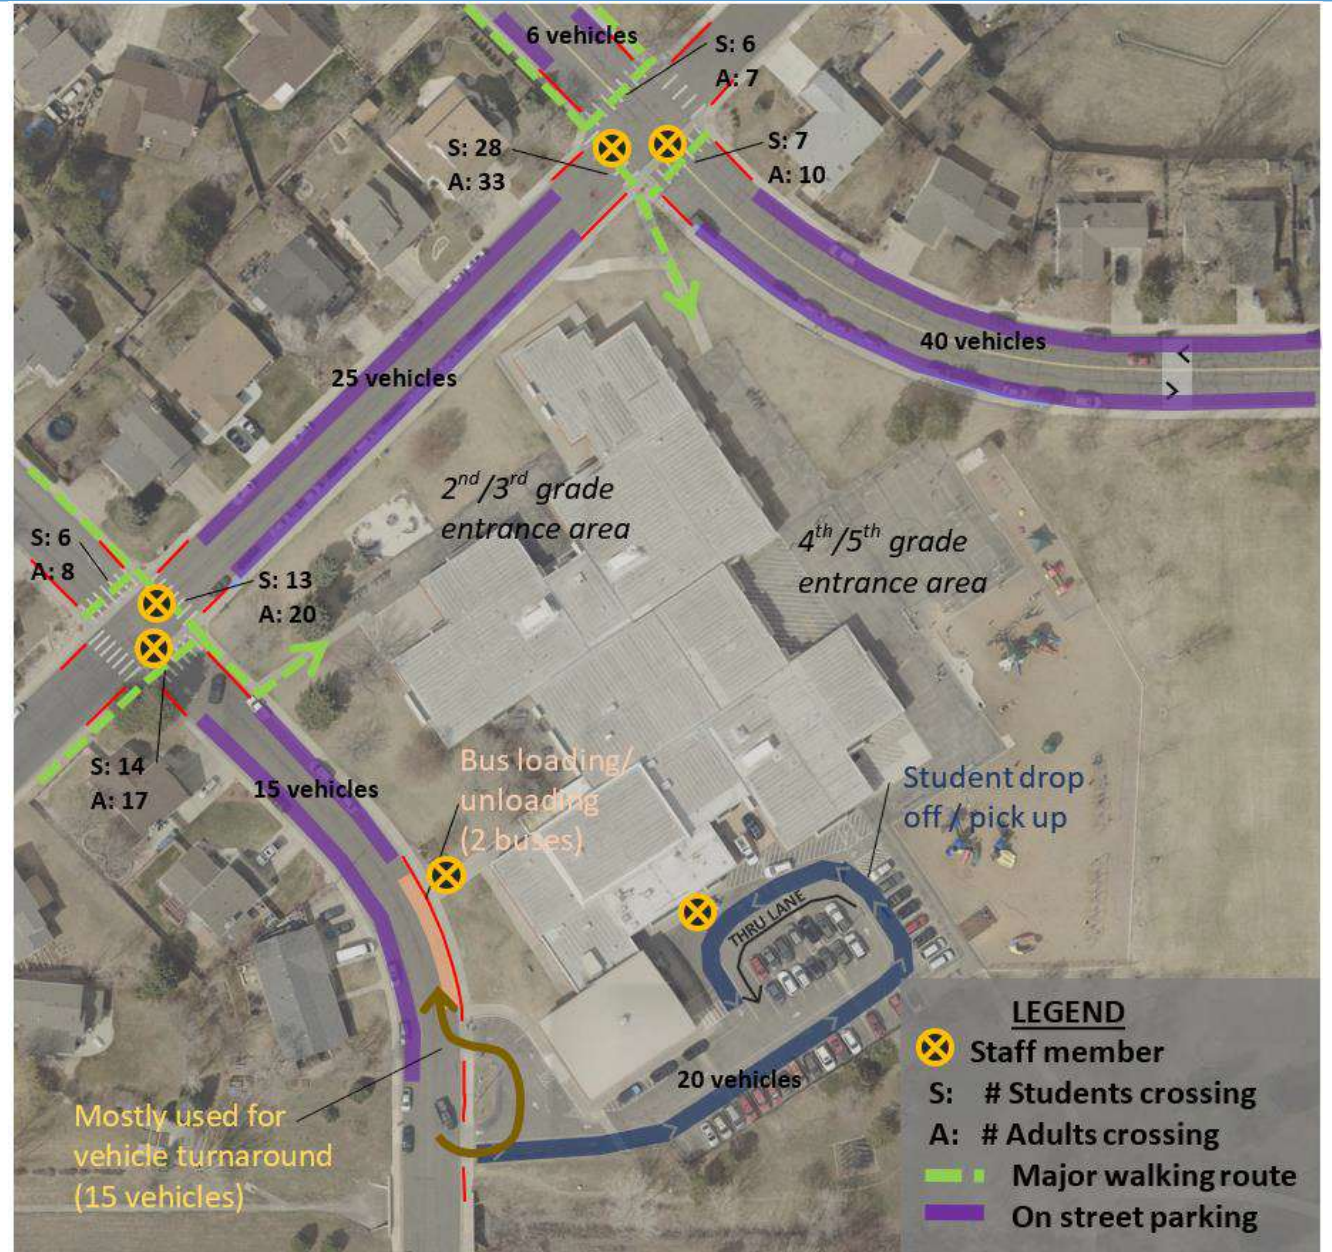 6 vehicles
S: 6
A: 7
S: 28
A: 33
S: 7
A: 10
40 vehicles
25 vehicles
2nd/3rd grade
entrance area
4th/5th grade
entrance area
S: 6
A: 8
S: 13
A: 20
S: 14
A: 17
15 vehicles
Bus loading/
unloading
(2 buses)
Student drop
off / pick up
THRU LANE
20 vehicles
Mostly used for
vehicle turnaround
(15 vehicles)
LEGEND
Staff member
S: # Students crossing
A: # Adults crossing
Major walking route
On street parking